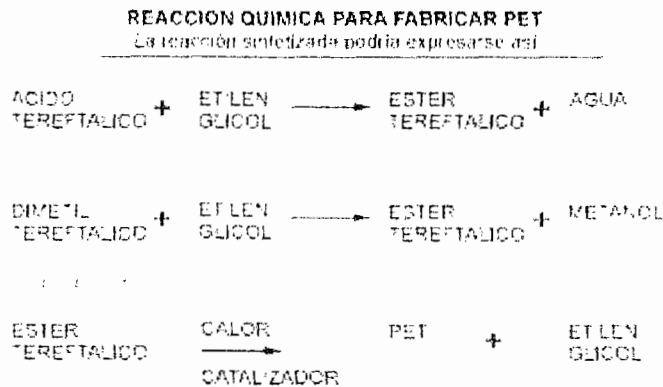 REACCION QUIMICA PARA FABRICAR PET
La reacción sintetizada podría expresarse así
ACIDO TEREFTALICO + ETILEN GLICOL → ESTER TEREFTALICO + AGUA
DIMETIL TEREFTALICO + ETILEN GLICOL → ESTER TEREFTALICO + METANOL
ESTER TEREFTALICO CALOR CATALIZADOR → PET + ETILEN GLICOL